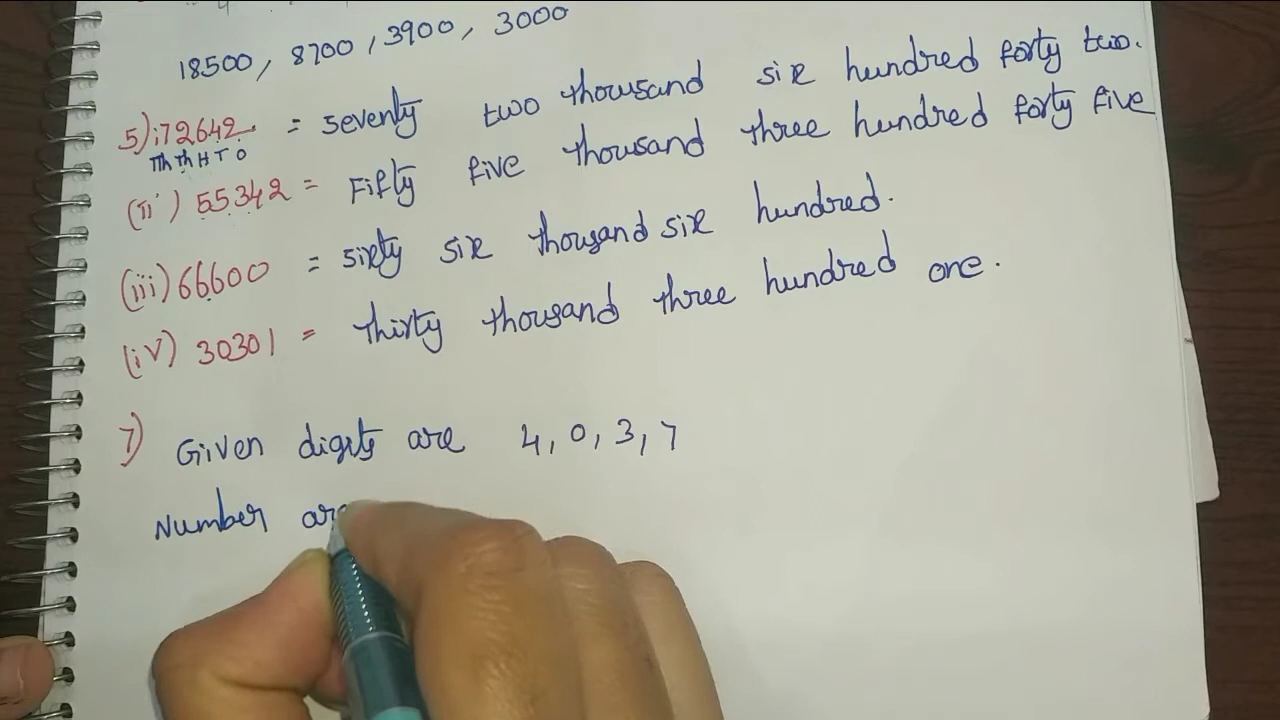 18500, 8700, 3900, 3000
5) i 72642 = seventy two thousand six hundred forty two.
Th Th H T O
(ii) 55342 = Fifty five thousand three hundred forty five
(iii) 66600 = sixty six thousand six hundred.
(iv) 30301 = Thirty thousand three hundred one.
7) Given digits are 4, 0, 3, 7
Number are